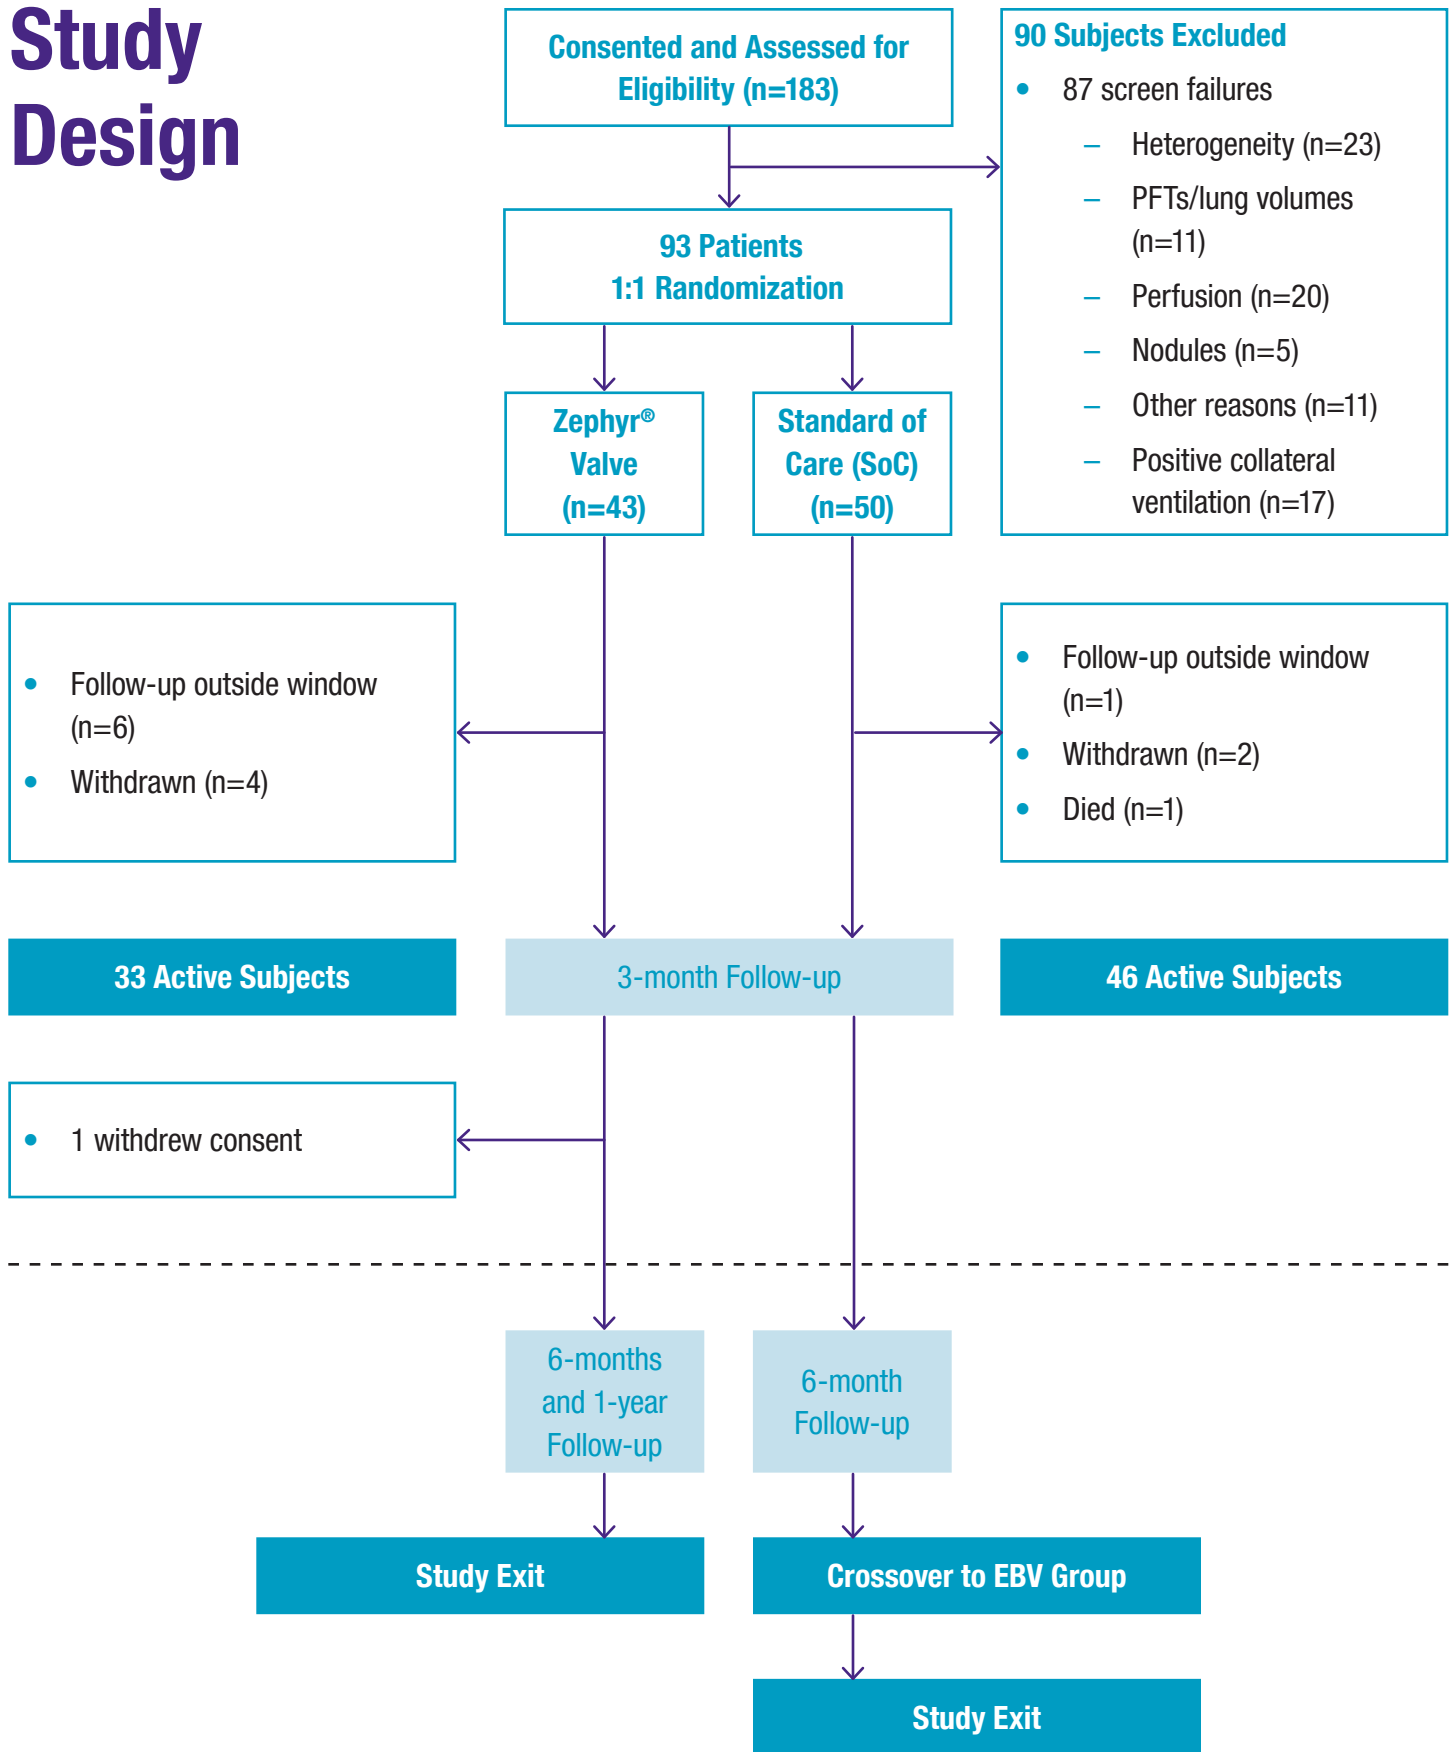 Study
Design
Consented and Assessed for
Eligibility (n=183)
90 Subjects Excluded
• 87 screen failures
– Heterogeneity (n=23)
– PFTs/lung volumes
(n=11)
– Perfusion (n=20)
– Nodules (n=5)
– Other reasons (n=11)
– Positive collateral
ventilation (n=17)
93 Patients
1:1 Randomization
Zephyr®
Valve
(n=43)
Standard of
Care (SoC)
(n=50)
• Follow-up outside window
(n=6)
• Withdrawn (n=4)
• Follow-up outside window
(n=1)
• Withdrawn (n=2)
• Died (n=1)
33 Active Subjects
3-month Follow-up
46 Active Subjects
• 1 withdrew consent
6-months
and 1-year
Follow-up
6-month
Follow-up
Study Exit
Crossover to EBV Group
Study Exit